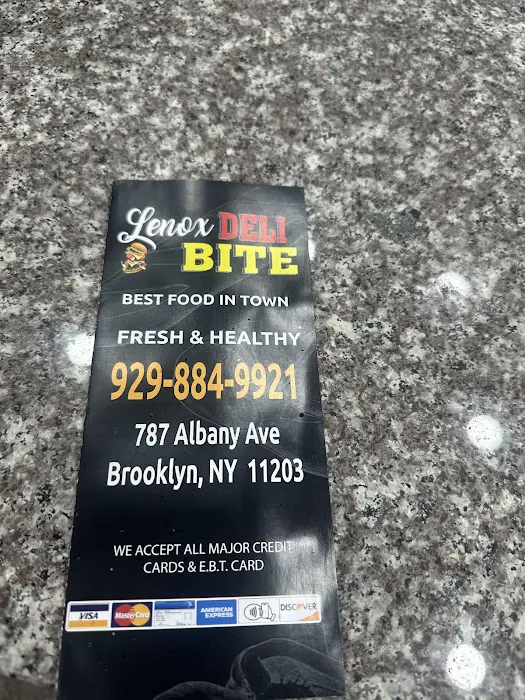 Lenox DELI
BITE
BEST FOOD IN TOWN
FRESH & HEALTHY
929-884-9921
787 Albany Ave
Brooklyn, NY 11203
WE ACCEPT ALL MAJOR CREDIT
CARDS & E.B.T. CARD
VISA MasterCard AMERICAN EXPRESS DISCOVER